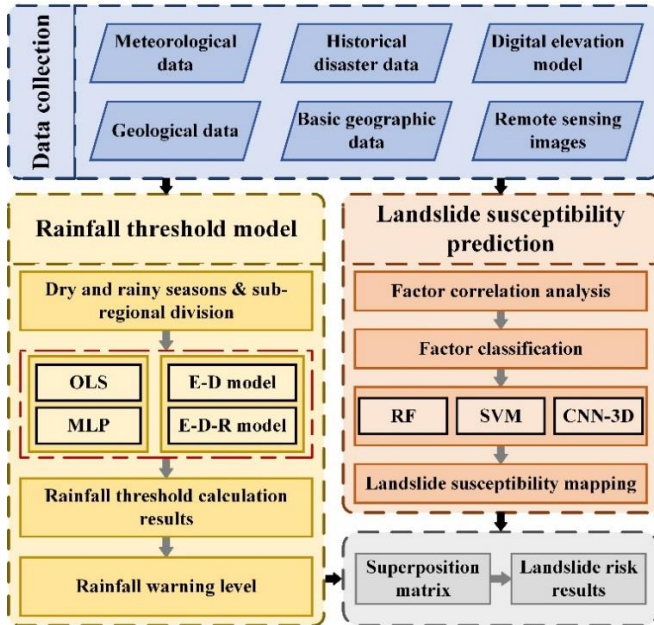 Data collection
Meteorological
data
Historical
disaster data
Digital elevation
model
Geological data
Basic geographic
data
Remote sensing
images
Rainfall threshold model
Dry and rainy seasons & sub-
regional division
OLS
E-D model
MLP
E-D-R model
Rainfall threshold calculation
results
Rainfall warning level
Landslide susceptibility
prediction
Factor correlation analysis
Factor classification
RF
SVM
CNN-3D
Landslide susceptibility mapping
Superposition
matrix
Landslide risk
results